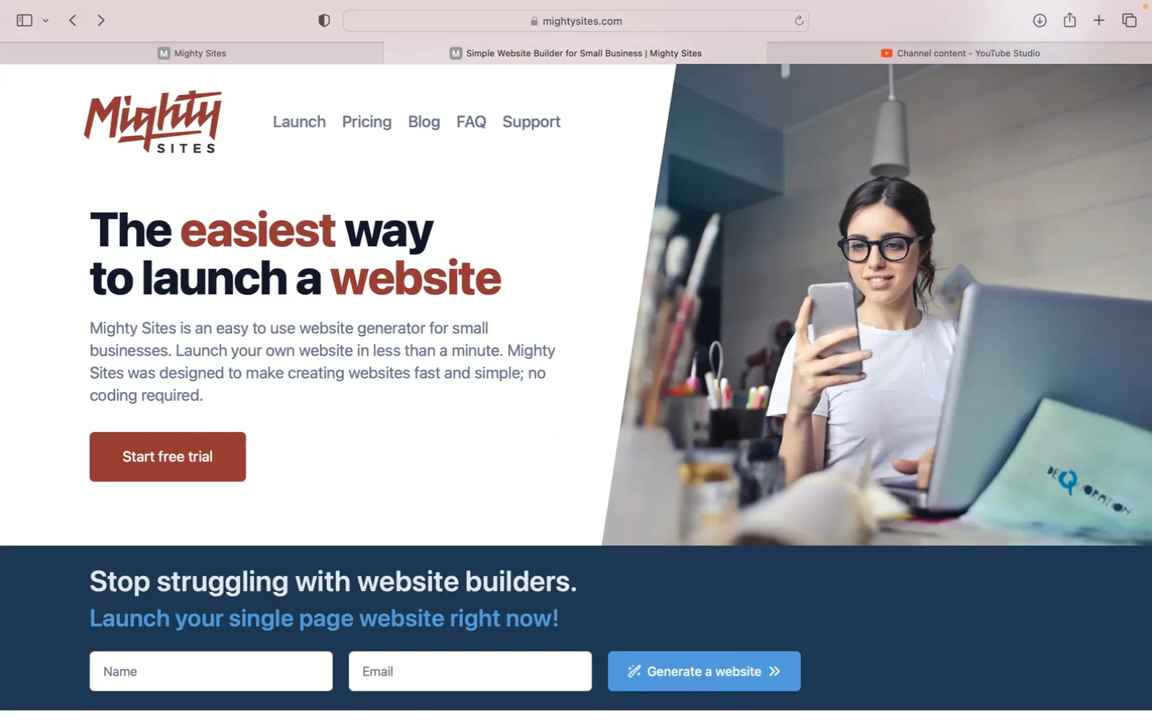 mightysites.com
Mighty Sites
Simple Website Builder for Small Business | Mighty Sites
Channel content - YouTube Studio
Mighty
SITES
Launch Pricing Blog FAQ Support
The easiest way
to launch a website
Mighty Sites is an easy to use website generator for small
businesses. Launch your own website in less than a minute. Mighty
Sites was designed to make creating websites fast and simple; no
coding required.
Start free trial
Stop struggling with website builders.
Launch your single page website right now!
Name
Email
Generate a website